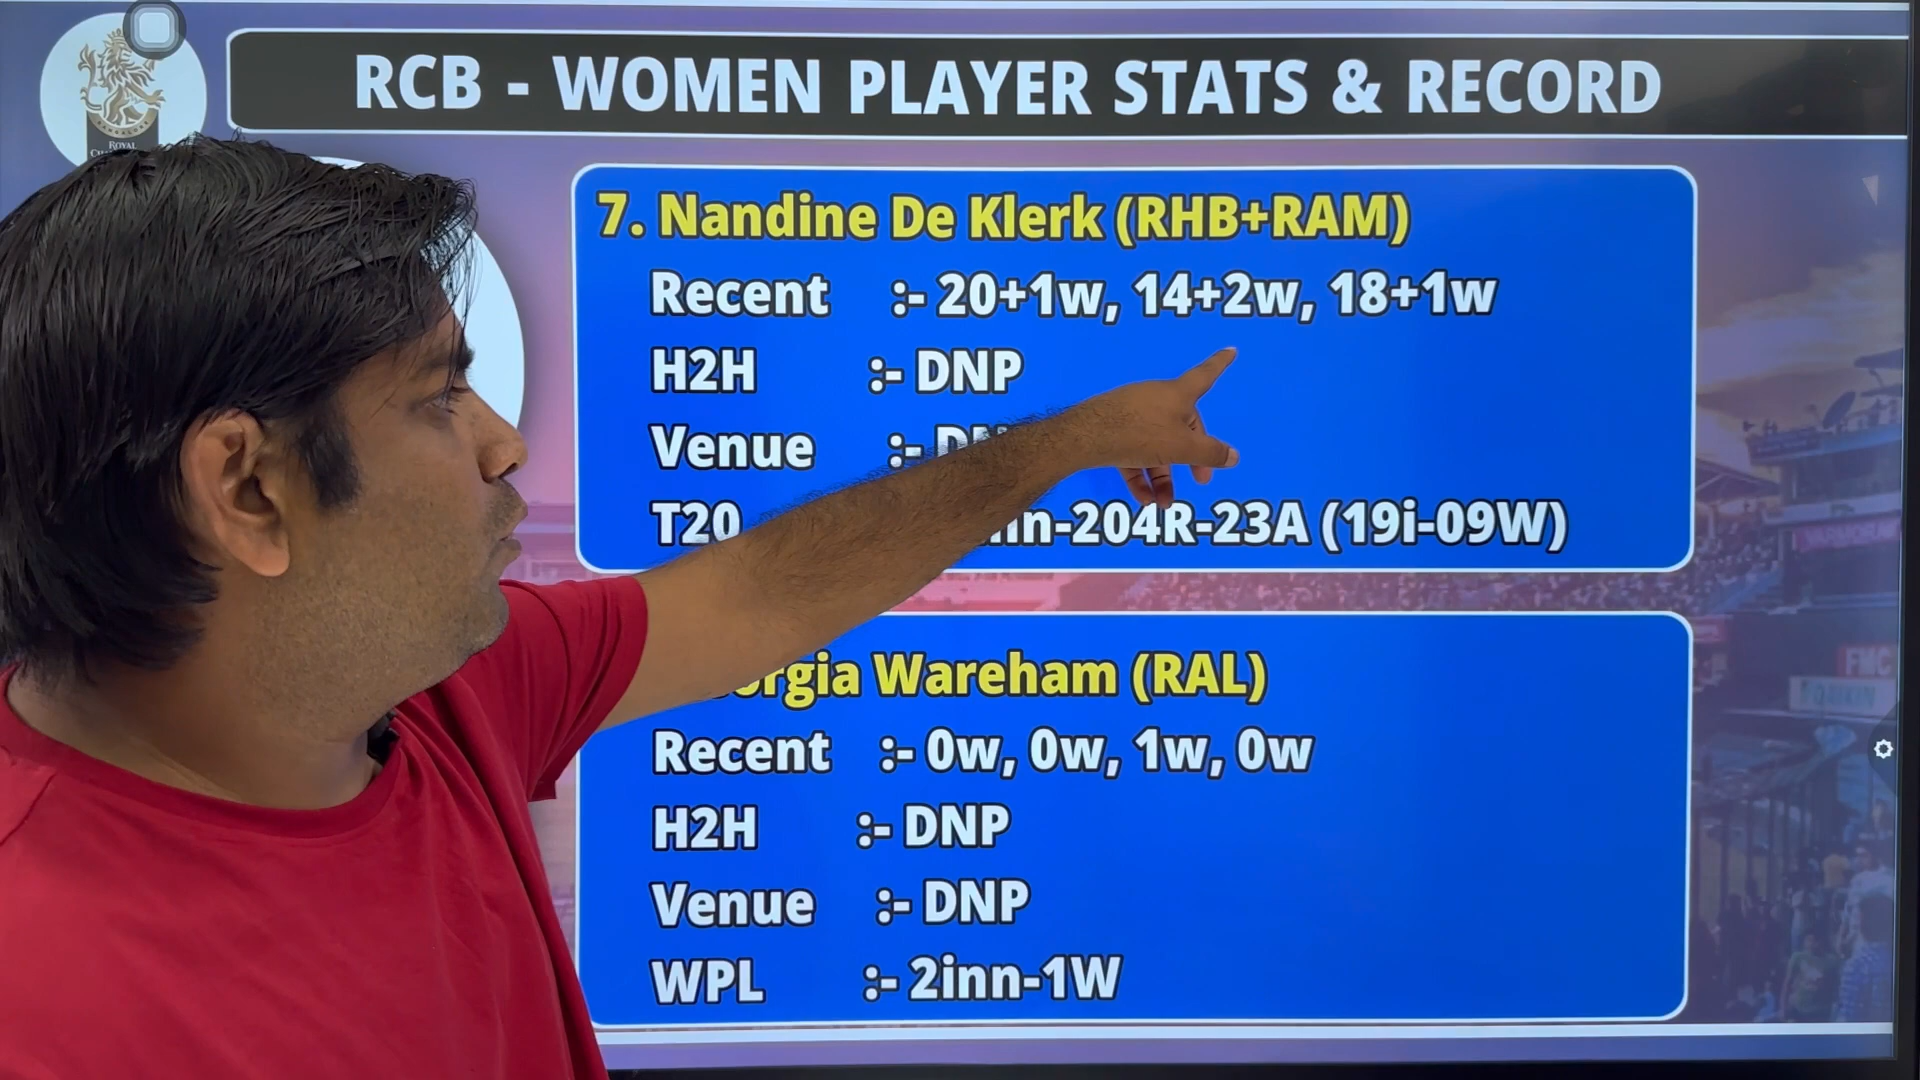 RCB - WOMEN PLAYER STATS & RECORD
ROYAL
7. Nandine De Klerk (RHB+RAM)
Recent :- 20+1w, 14+2w, 18+1w
H2H :- DNP
Venue :-
T20 -204R-23A (19i-09W)
Wareham (RAL)
Recent :- 0w, 0w, 1w, 0w
H2H :- DNP
Venue :- DNP
WPL :- 2inn-1W
FMC